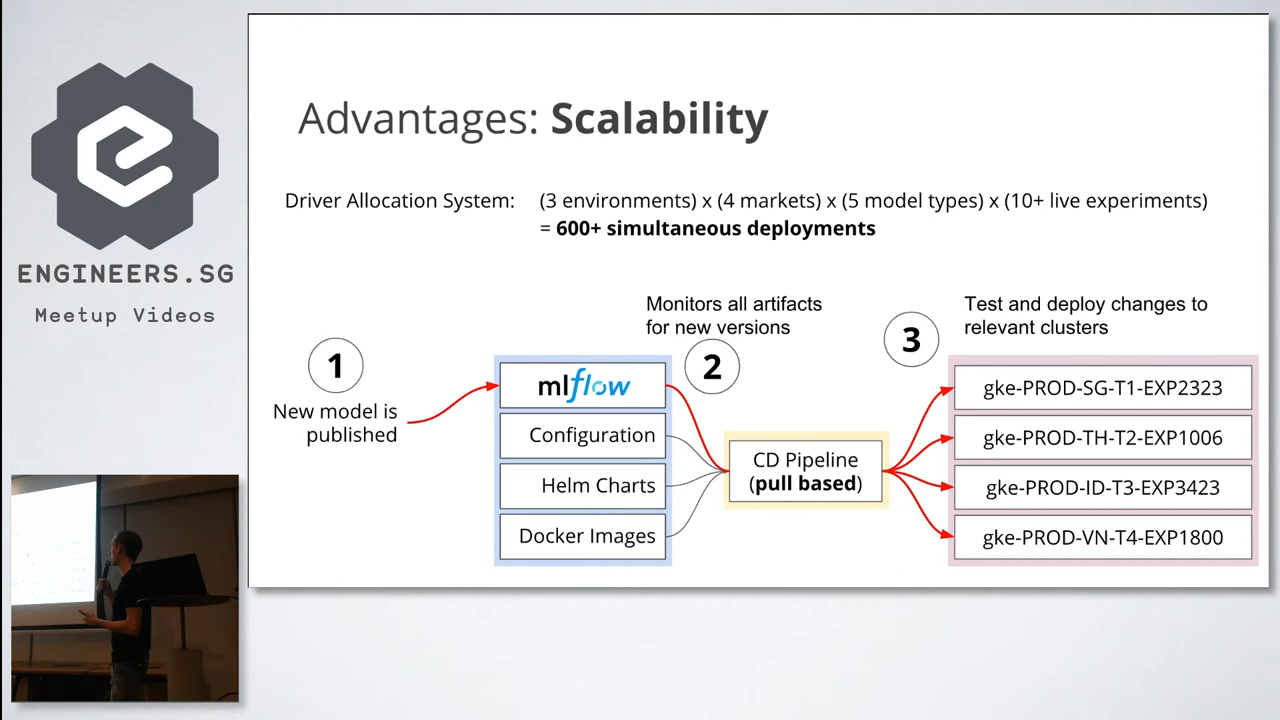 ENGINEERS.SG
Meetup Videos
Advantages: Scalability
Driver Allocation System: (3 environments) x (4 markets) x (5 model types) x (10+ live experiments)
= 600+ simultaneous deployments
1
New model is
published
mlflow
Configuration
Helm Charts
Docker Images
Monitors all artifacts
for new versions
2
CD Pipeline
(pull based)
3
Test and deploy changes to
relevant clusters
gke-PROD-SG-T1-EXP2323
gke-PROD-TH-T2-EXP1006
gke-PROD-ID-T3-EXP3423
gke-PROD-VN-T4-EXP1800